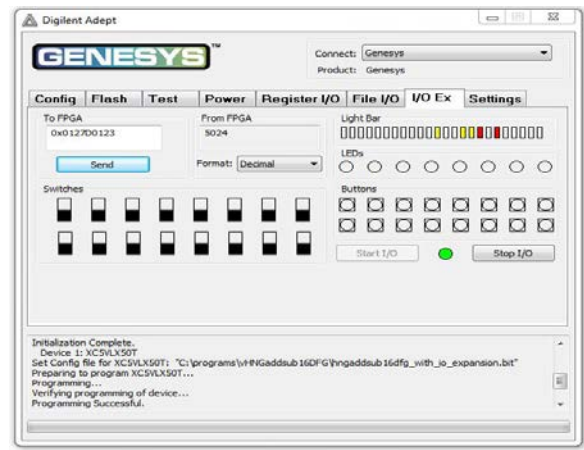 Digilent Adept
GENESYS™
Connect: Genesys
Product: Genesys
Config Flash Test Power Register I/O File I/O I/O Ex Settings
To FPGA From FPGA Light Bar
0x0127D0123 5024
LEDs
Send Format: Decimal
Switches Buttons
Start I/O Stop I/O
Initialization Complete.
Device 1: XC5VLX50T
Set Config file for XC5VLX50T: "C:\programs\vHNGaddsub16DFG\hngaddsub16dfg_with_io_expansion.bit"
Preparing to program XC5VLX50T...
Programming...
Verifying programming of device...
Programming Successful.